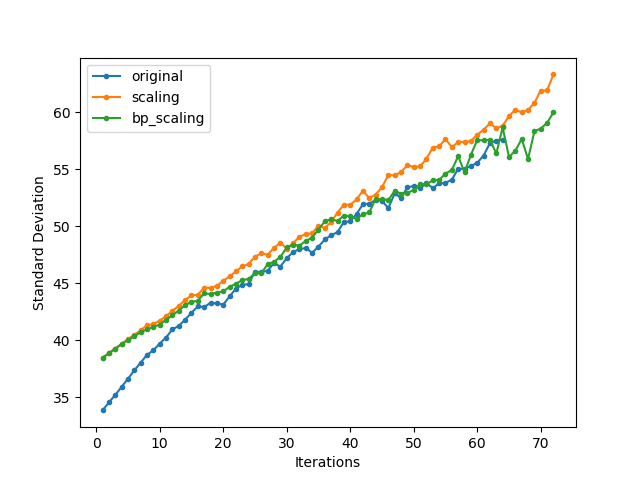 original
scaling
bp_scaling
60
55
50
45
40
35
Standard Deviation
0 10 20 30 40 50 60 70
Iterations